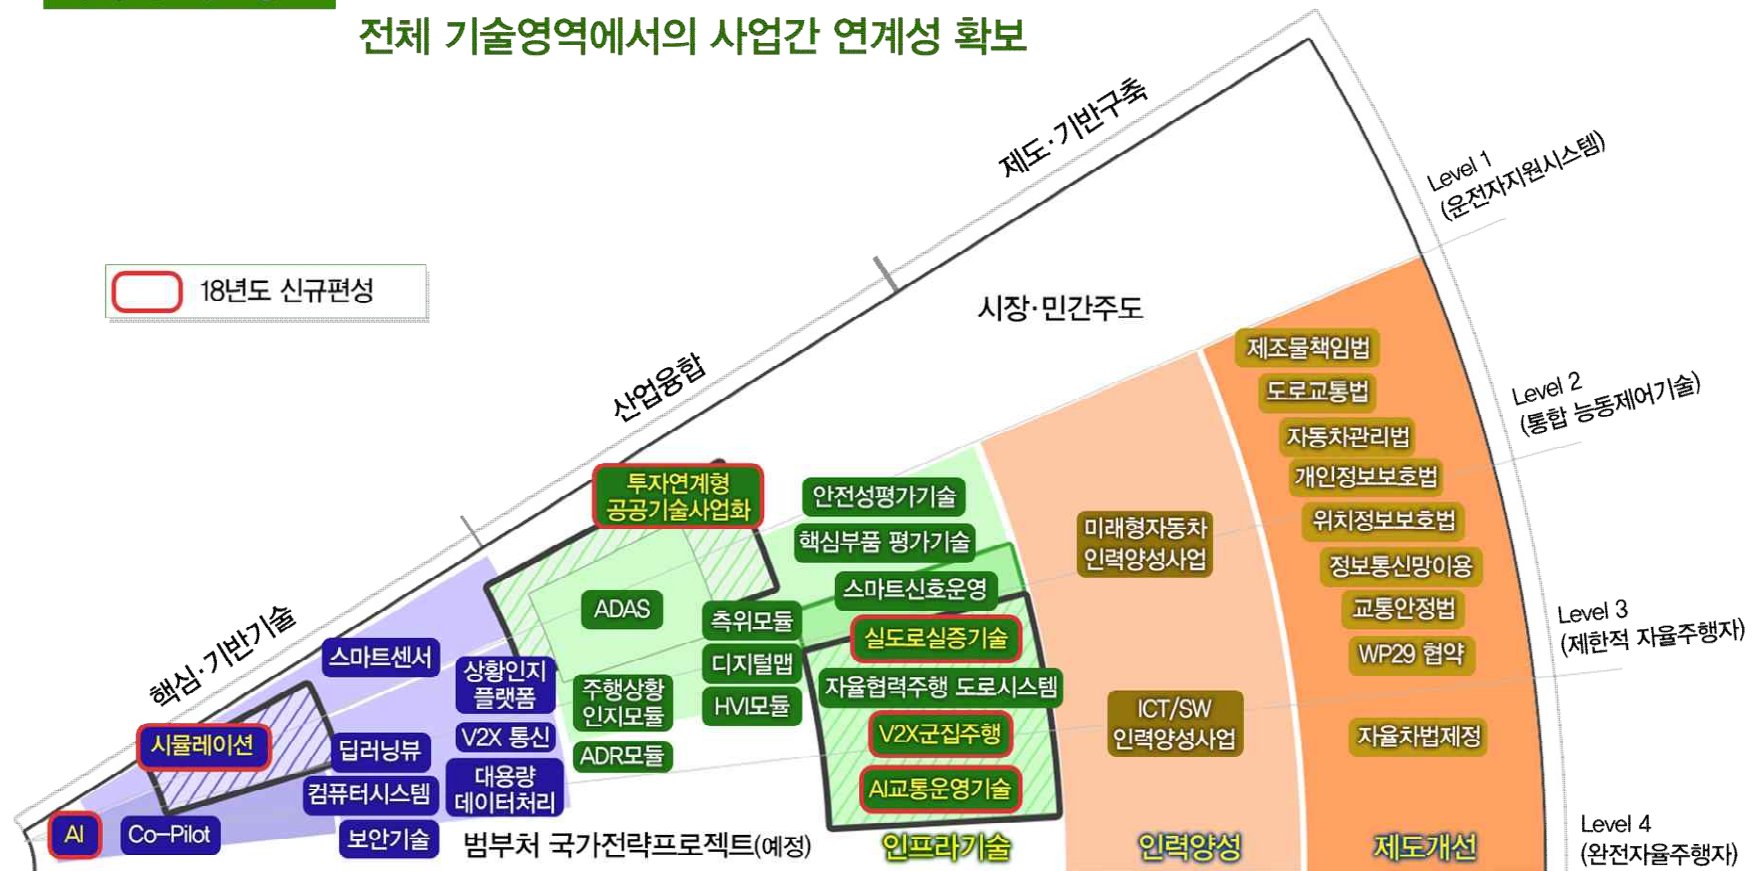 전체 기술영역에서의 사업간 연계성 확보
제도·기반구축
Level 1
(운전자지원시스템)
18년도 신규편성
시장·민간주도
산업융합
제조물책임법
도로교통법
자동차관리법
개인정보보호법
위치정보보호법
정보통신망이용
교통안정법
WP29 협약
자율차법제정
제도개선
Level 2
(통합 능동제어기술)
Level 3
(제한적 자율주행자)
Level 4
(완전자율주행자)
투자연계형
공공기술사업화
안전성평가기술
핵심부품 평가기술
스마트신호운영
실도로실증기술
자율협력주행 도로시스템
V2X군집주행
AI교통운영기술
인프라기술
미래형자동차
인력양성사업
ICT/SW
인력양성사업
인력양성
ADAS
측위모듈
디지털맵
HVI모듈
주행상황
인지모듈
ADR모듈
핵심·기반기술
스마트센서
상황인지
플랫폼
V2X 통신
대용량
데이터처리
시뮬레이션
딥러닝뷰
컴퓨터시스템
보안기술
AI
Co-Pilot
범부처 국가전략프로젝트(예정)